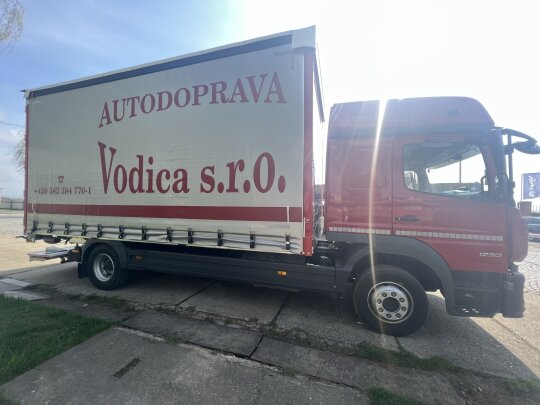 AUTODOPRAVA
Vodica s.r.o.
☎
+420 582 384 770-1
1230